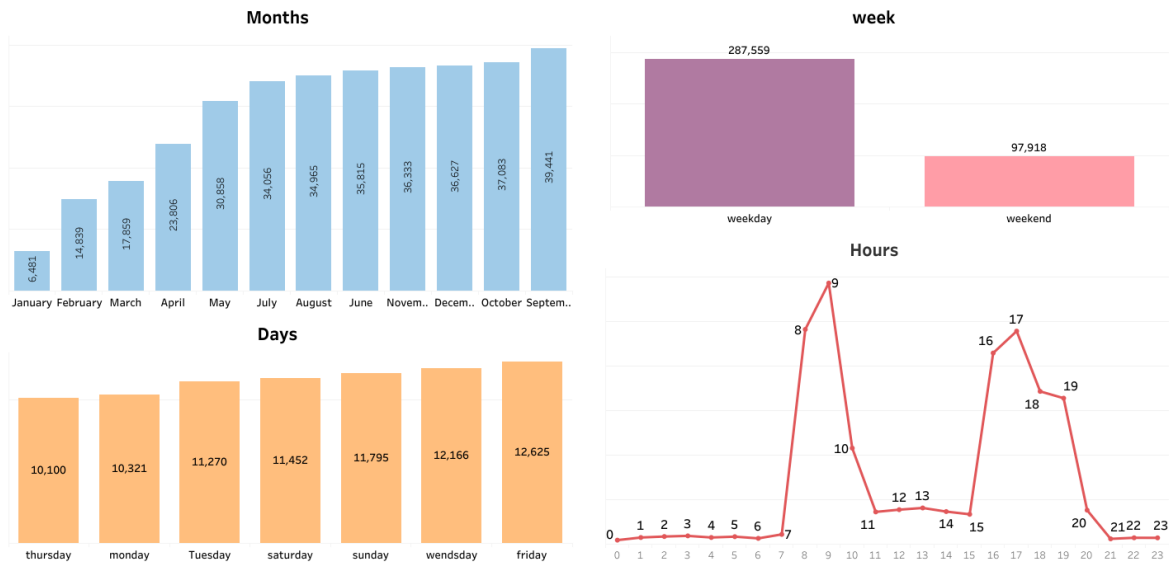 Months
6,481
14,839
17,859
23,806
30,858
34,056
34,965
35,815
36,333
36,627
37,083
39,441
January February March April May July August June Novem.. Decem.. October Septem..
Days
10,100 10,321 11,270 11,452 11,795 12,166 12,625
thursday monday Tuesday saturday sunday wendsday friday
week
287,559
97,918
weekday weekend
Hours
0 1 2 3 4 5 6 7 8 9 10 11 12 13 14 15 16 17 18 19 20 21 22 23
0 1 2 3 4 5 6 7 8 9 10 11 12 13 14 15 16 17 18 19 20 21 22 23